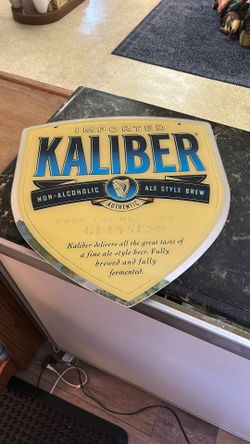 IMPORTED
KALIBER
NON-ALCOHOLIC ALE STYLE BREW
AUTHENTIC
FROM THE BREWERS OF
GUINNESS
Kaliber delivers all the great taste of
a fine ale style beer. Fully
brewed and fully
fermented.